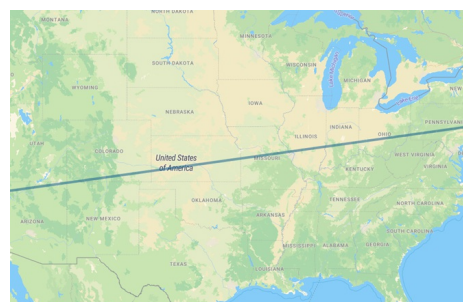 NORTH DAKOTA
MONTANA
MINNESOTA
SOUTH DAKOTA
WISCONSIN
MICHIGAN
WYOMING
IOWA
NEBRASKA
NEW
PENNSYLVAN
INDIANA
OHIO
ILLINOIS
UTAH
COLORADO
United States
of America
MISSOURI
WEST VIRGINIA
VIRGINIA
KENTUCKY
OKLAHOMA
TENNESSEE
NORTH CAROLINA
ARIZONA
NEW MEXICO
ARKANSAS
SOUTH CAROLINA
MISSISSIPPI
ALABAMA
GEORGIA
TEXAS
LOUISIANA